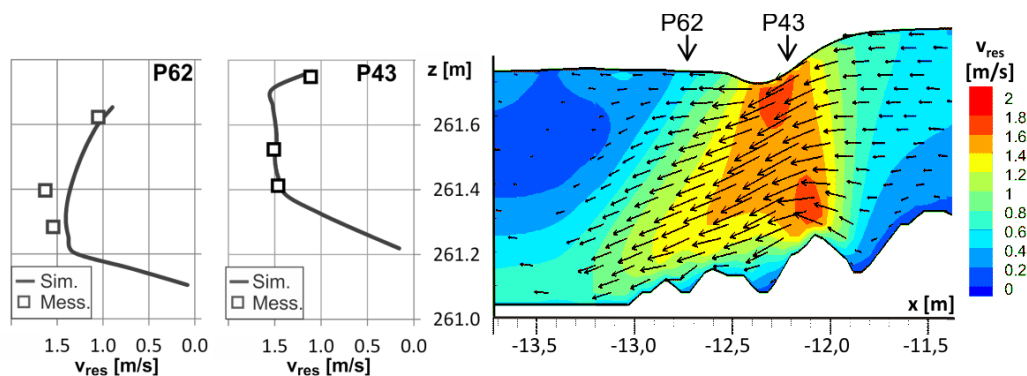 P62
P43
z [m]
261.6
261.4
261.2
261.0
Sim.
Mess.
Sim.
Mess.
1.5 1.0 0.5 0.0
v_res [m/s]
1.5 1.0 0.5 0.0
v_res [m/s]
P62 P43
v_res
[m/s]
2
1.8
1.6
1.4
1.2
1
0.8
0.6
0.4
0.2
0
x [m]
-13,5 -13,0 -12,5 -12,0 -11,5